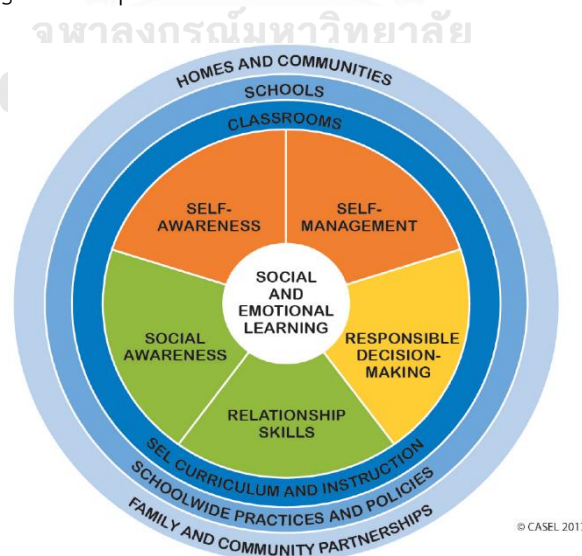 จุฬาลงกรณ์มหาวิทยาลัย
HOMES AND COMMUNITIES
SCHOOLS
CLASSROOMS
SELF-
AWARENESS
SELF-
MANAGEMENT
SOCIAL
AND
EMOTIONAL
LEARNING
SOCIAL
AWARENESS
RESPONSIBLE
DECISION-
MAKING
RELATIONSHIP
SKILLS
SEL CURRICULUM AND INSTRUCTION
SCHOOLWIDE PRACTICES AND POLICIES
FAMILY AND COMMUNITY PARTNERSHIPS